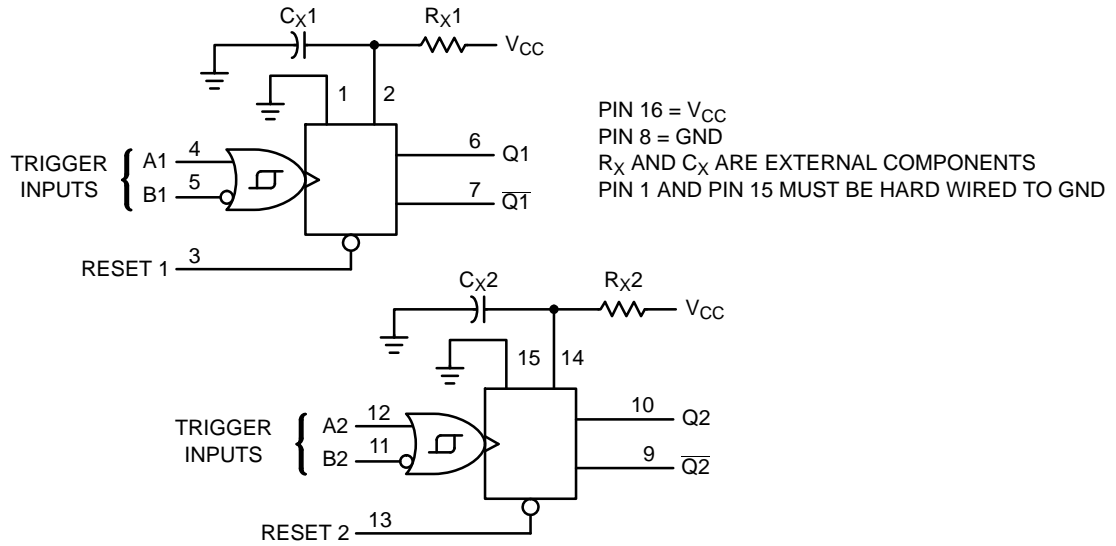 CX1
RX1
VCC
1
2
PIN 16 = VCC
PIN 8 = GND
RX AND CX ARE EXTERNAL COMPONENTS
PIN 1 AND PIN 15 MUST BE HARD WIRED TO GND
TRIGGER
INPUTS
A1
4
B1
5
6
Q1
7
Q1
RESET 1
3
CX2
RX2
VCC
15
14
TRIGGER
INPUTS
A2
12
B2
11
10
Q2
9
Q2
RESET 2
13